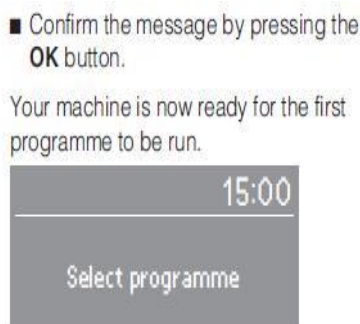 ■ Confirm the message by pressing the
OK button.
Your machine is now ready for the first
programme to be run.
15:00
Select programme